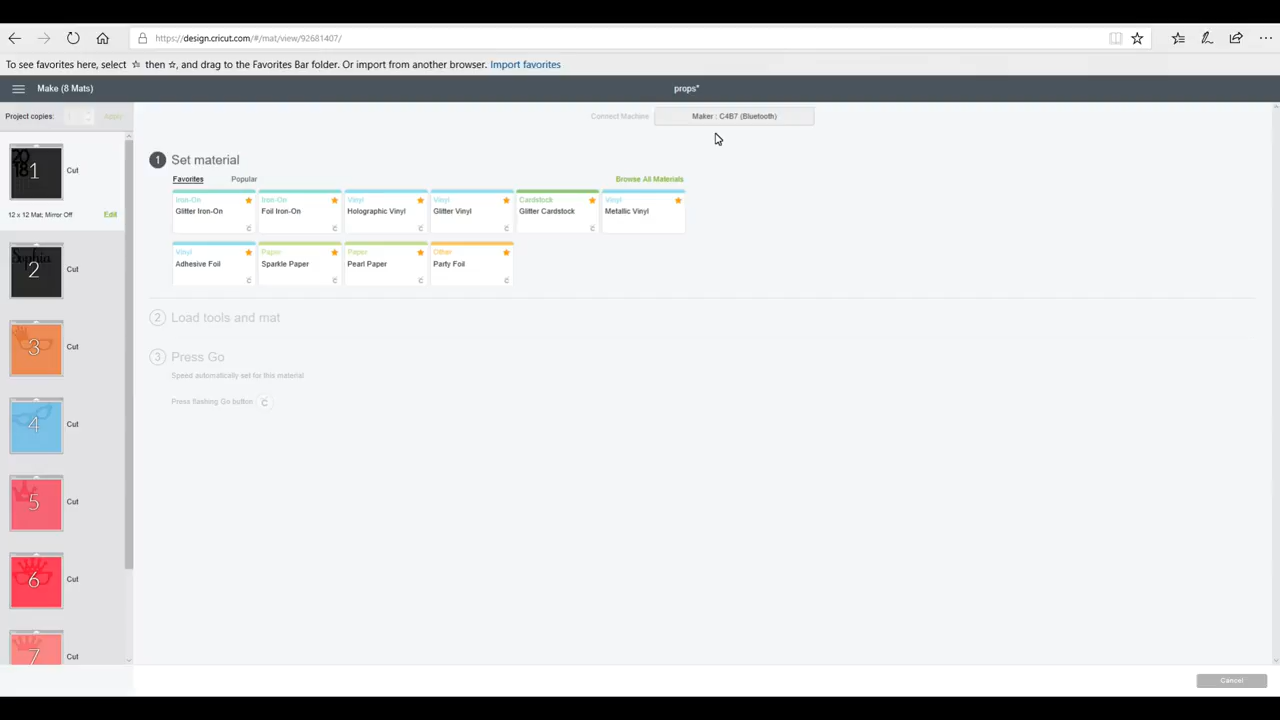 https://design.cricut.com/#/mat/view/92681407/
To see favorites here, select ☆ then ☆, and drag to the Favorites Bar folder. Or import from another browser. Import favorites
Make (8 Mats)
props*
Project copies:
Apply
Connect Machine
Maker : C4B7 (Bluetooth)
1 Cut
12 x 12 Mat, Mirror Off
Edit
2 Cut
Sophia
3 Cut
4 Cut
5 Cut
6 Cut
7 Cut
1 Set material
Favorites
Popular
Browse All Materials
Iron-On
Glitter Iron-On
Iron-On
Foil Iron-On
Vinyl
Holographic Vinyl
Vinyl
Glitter Vinyl
Cardstock
Glitter Cardstock
Vinyl
Metallic Vinyl
Vinyl
Adhesive Foil
Paper
Sparkle Paper
Paper
Pearl Paper
Other
Party Foil
2 Load tools and mat
3 Press Go
Speed automatically set for this material
Press flashing Go button
Cancel